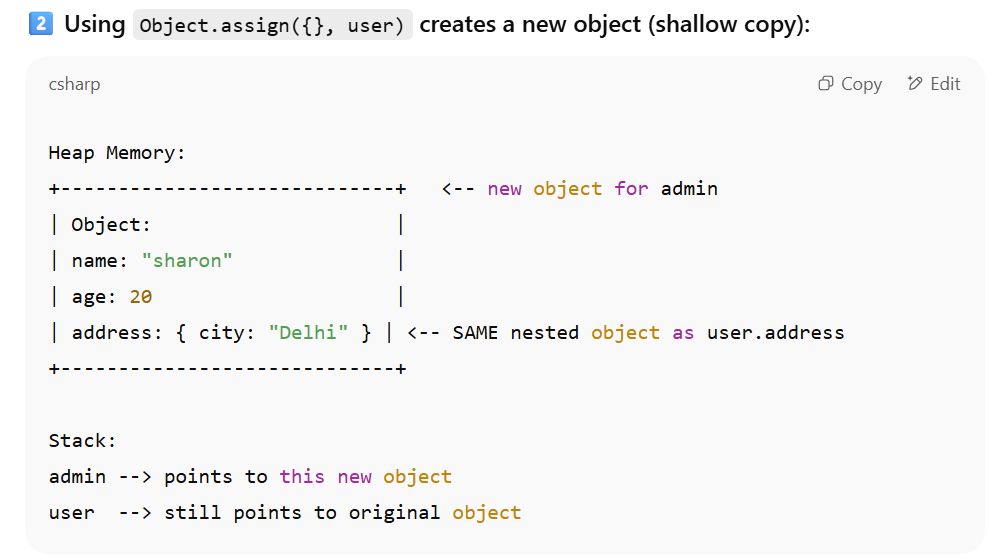 2 Using Object.assign({}, user) creates a new object (shallow copy):
csharp Copy Edit
Heap Memory:
+-----------------------------+   <-- new object for admin
| Object:                     |
| name: "sharon"              |
| age: 20                     |
| address: { city: "Delhi" } | <-- SAME nested object as user.address
+-----------------------------+
Stack:
admin --> points to this new object
user  --> still points to original object